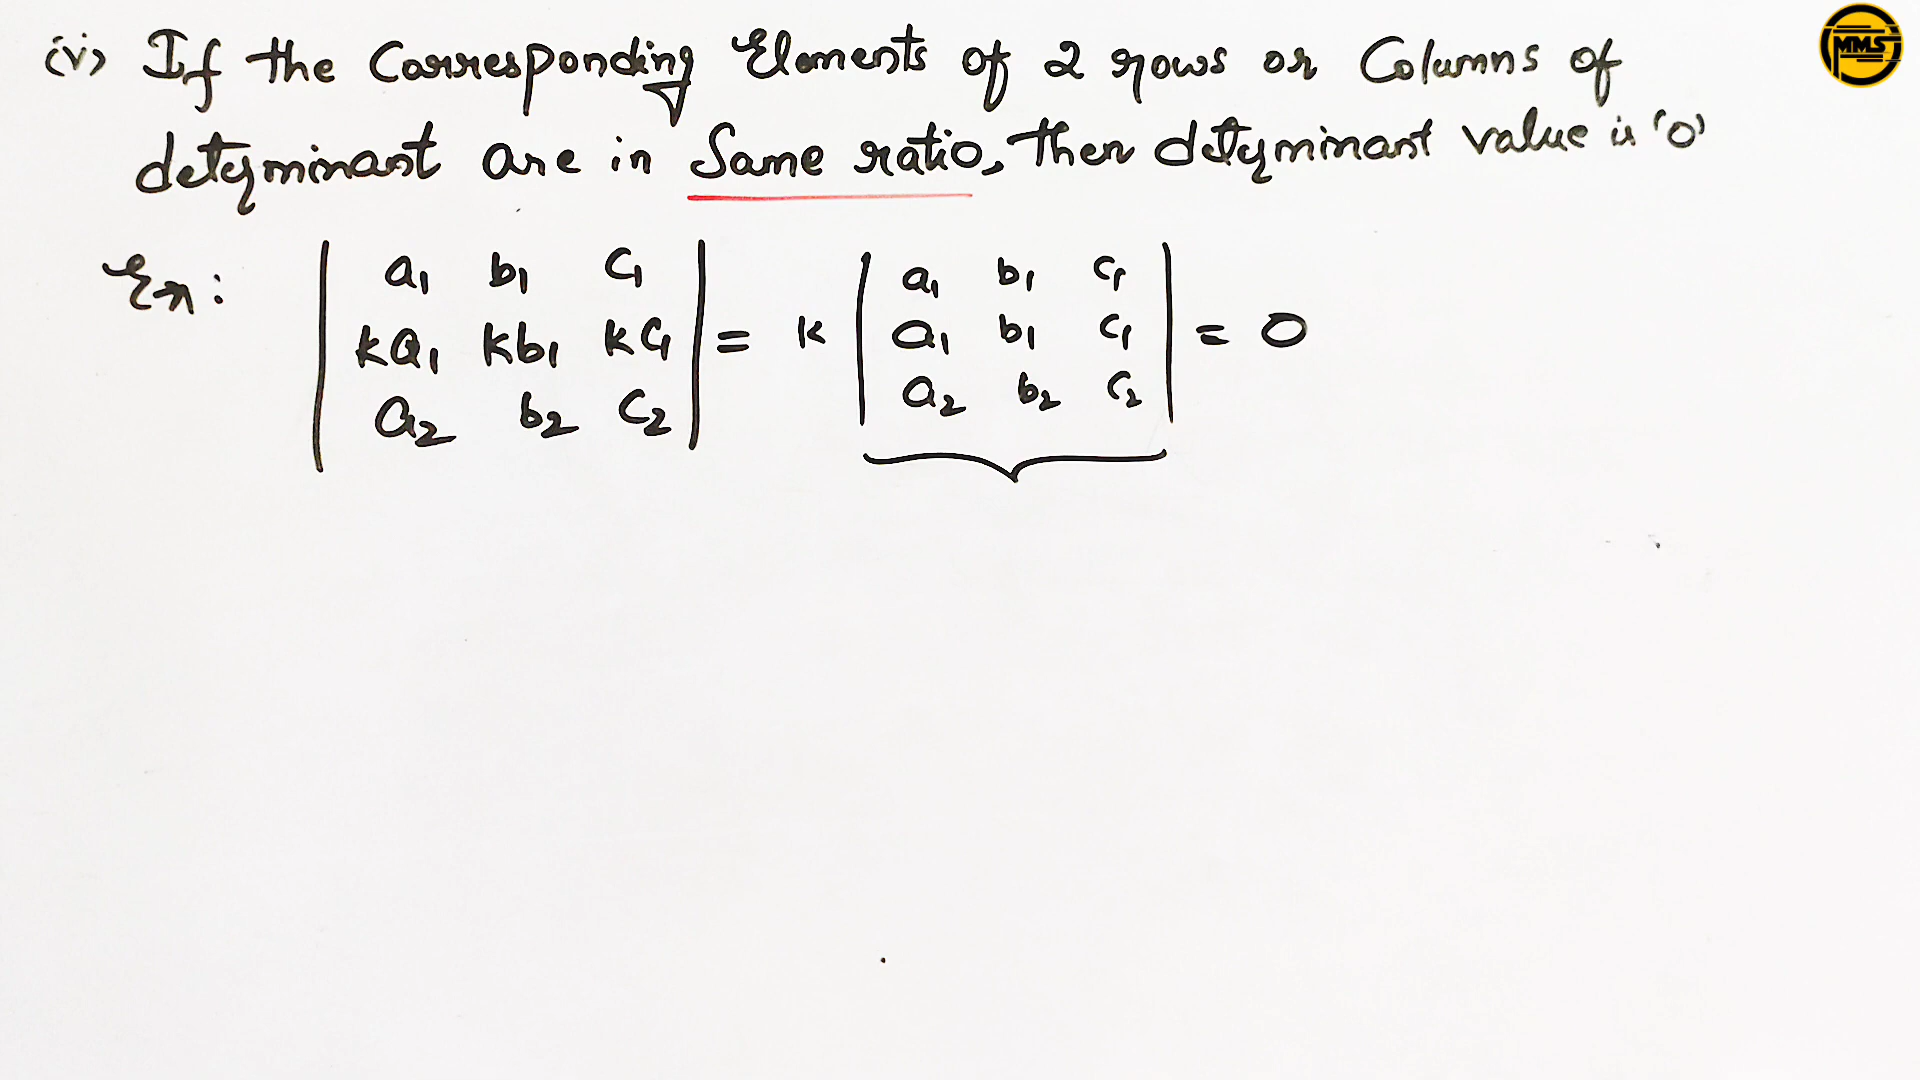 (v) If the Corresponding Elements of 2 rows or Columns of
determinant are in Same ratio, then determinant value is '0'
Ex: | a1 b1 c1 | = k | a1 b1 c1 | = 0
| ka1 kb1 kc1 | | a1 b1 c1 |
| a2 b2 c2 | | a2 b2 c2 |
MMS